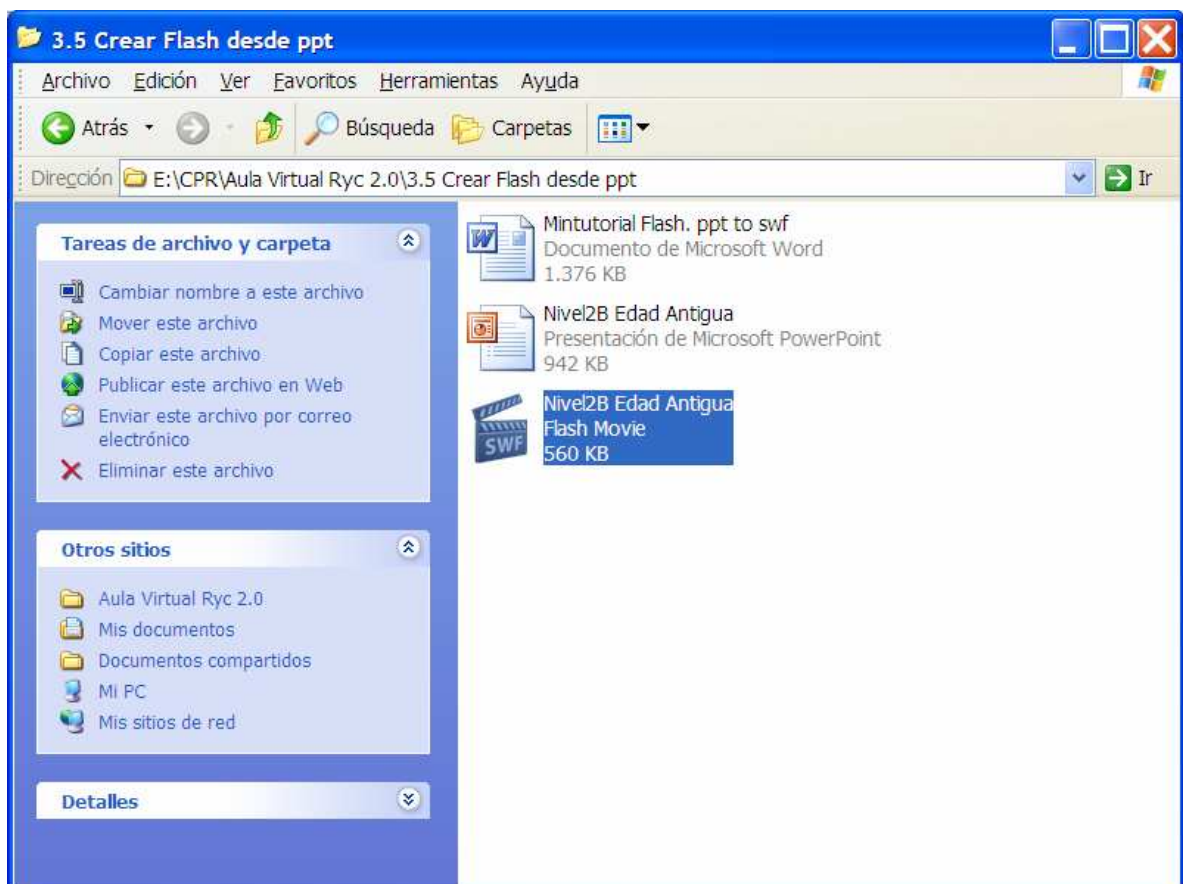 3.5 Crear Flash desde ppt
Archivo Edición Ver Favoritos Herramientas Ayuda
Atrás Búsqueda Carpetas
Dirección E:\CPR\Aula Virtual Ryc 2.0\3.5 Crear Flash desde ppt Ir
Tareas de archivo y carpeta
Cambiar nombre a este archivo
Mover este archivo
Copiar este archivo
Publicar este archivo en Web
Enviar este archivo por correo
electrónico
Eliminar este archivo
Otros sitios
Aula Virtual Ryc 2.0
Mis documentos
Documentos compartidos
Mi PC
Mis sitios de red
Detalles
Mintutorial Flash. ppt to swf
Documento de Microsoft Word
1.376 KB
Nivel2B Edad Antigua
Presentación de Microsoft PowerPoint
942 KB
SWF
Nivel2B Edad Antigua
Flash Movie
560 KB